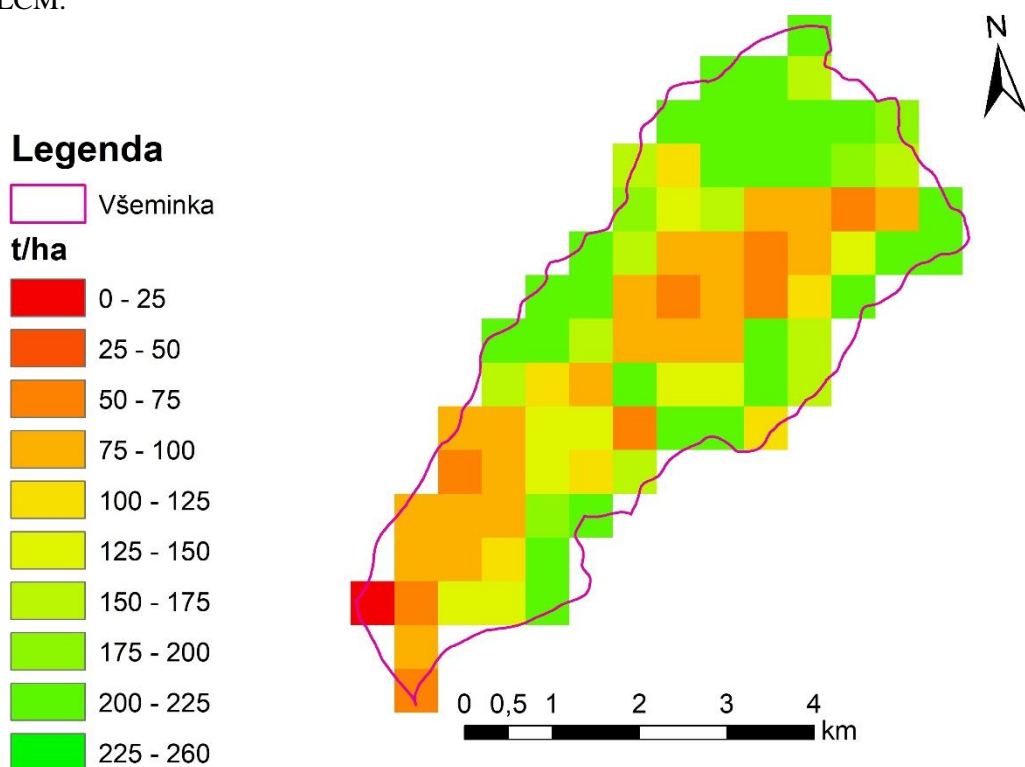 LCM.
N
Legenda
Všeminka
t/ha
0 - 25
25 - 50
50 - 75
75 - 100
100 - 125
125 - 150
150 - 175
175 - 200
200 - 225
225 - 260
0 0,5 1 2 3 4
km